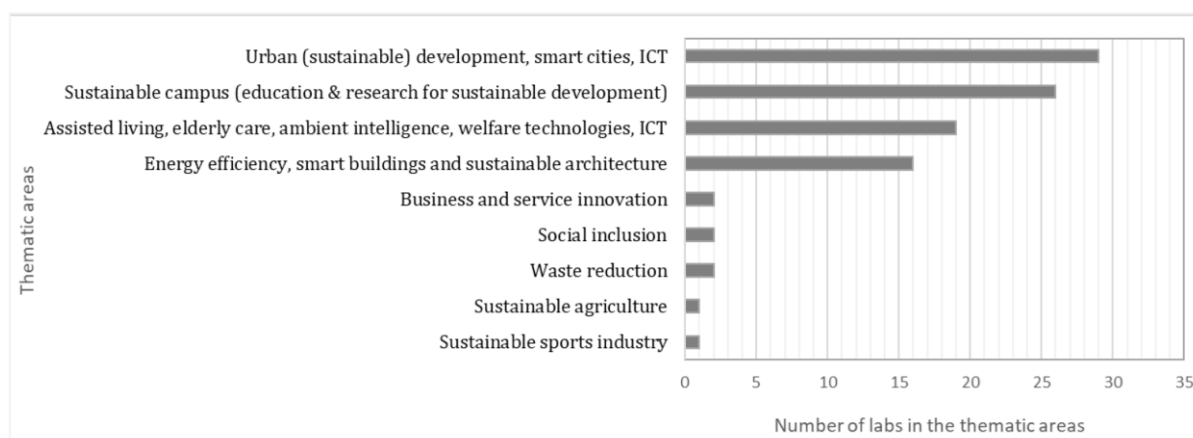 Urban (sustainable) development, smart cities, ICT
Sustainable campus (education & research for sustainable development)
Assisted living, elderly care, ambient intelligence, welfare technologies, ICT
Energy efficiency, smart buildings and sustainable architecture
Business and service innovation
Social inclusion
Waste reduction
Sustainable agriculture
Sustainable sports industry
Thematic areas
0 5 10 15 20 25 30 35
Number of labs in the thematic areas